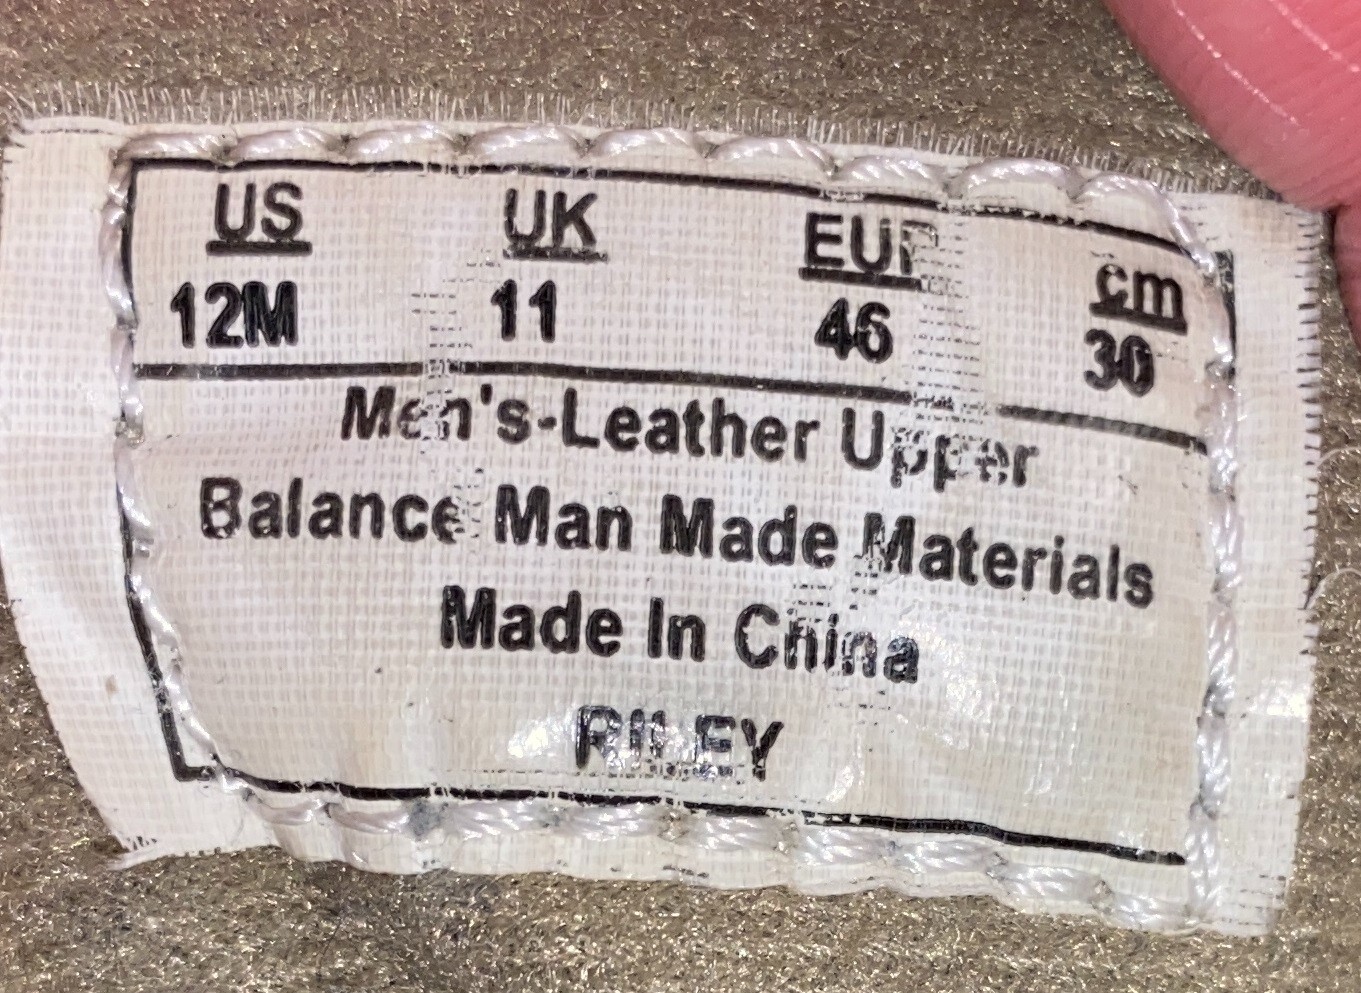 US UK EUR cm
12M 11 46 30
Men's-Leather Upper
Balance Man Made Materials
Made In China
RILEY